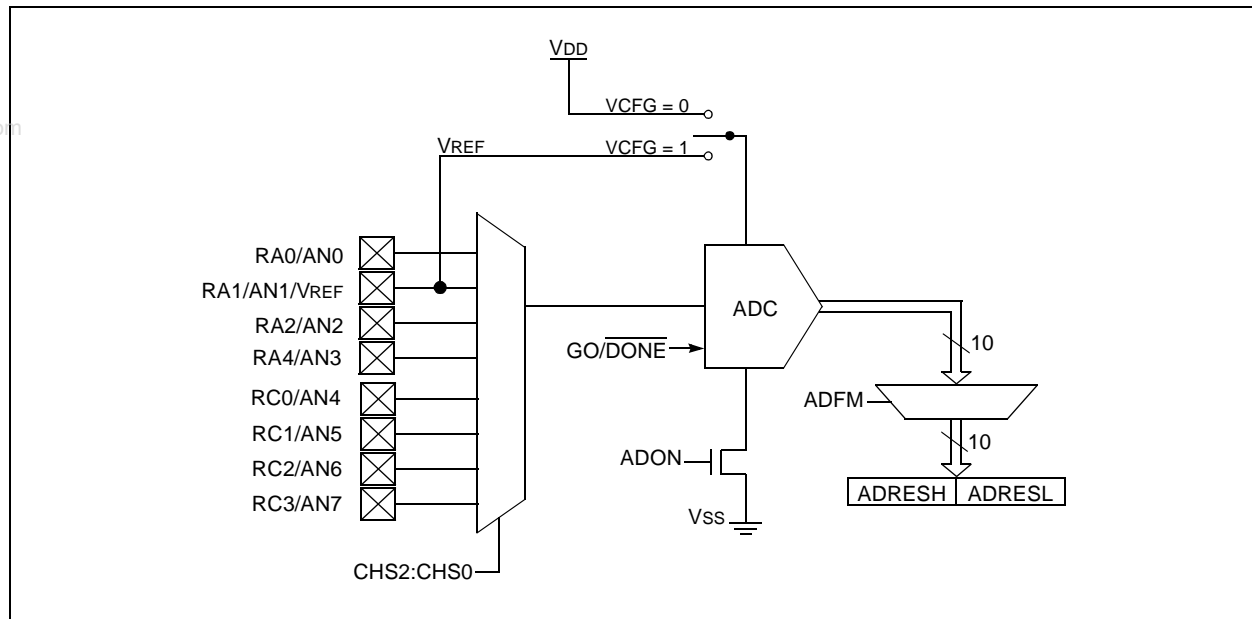 VDD
VCFG = 0
om
VREF
VCFG = 1
RA0/AN0
RA1/AN1/VREF
RA2/AN2
ADC
RA4/AN3
GO/DONE
10
RC0/AN4
ADFM
RC1/AN5
10
RC2/AN6
ADON
RC3/AN7
ADRESH
ADRESL
VSS
CHS2:CHS0